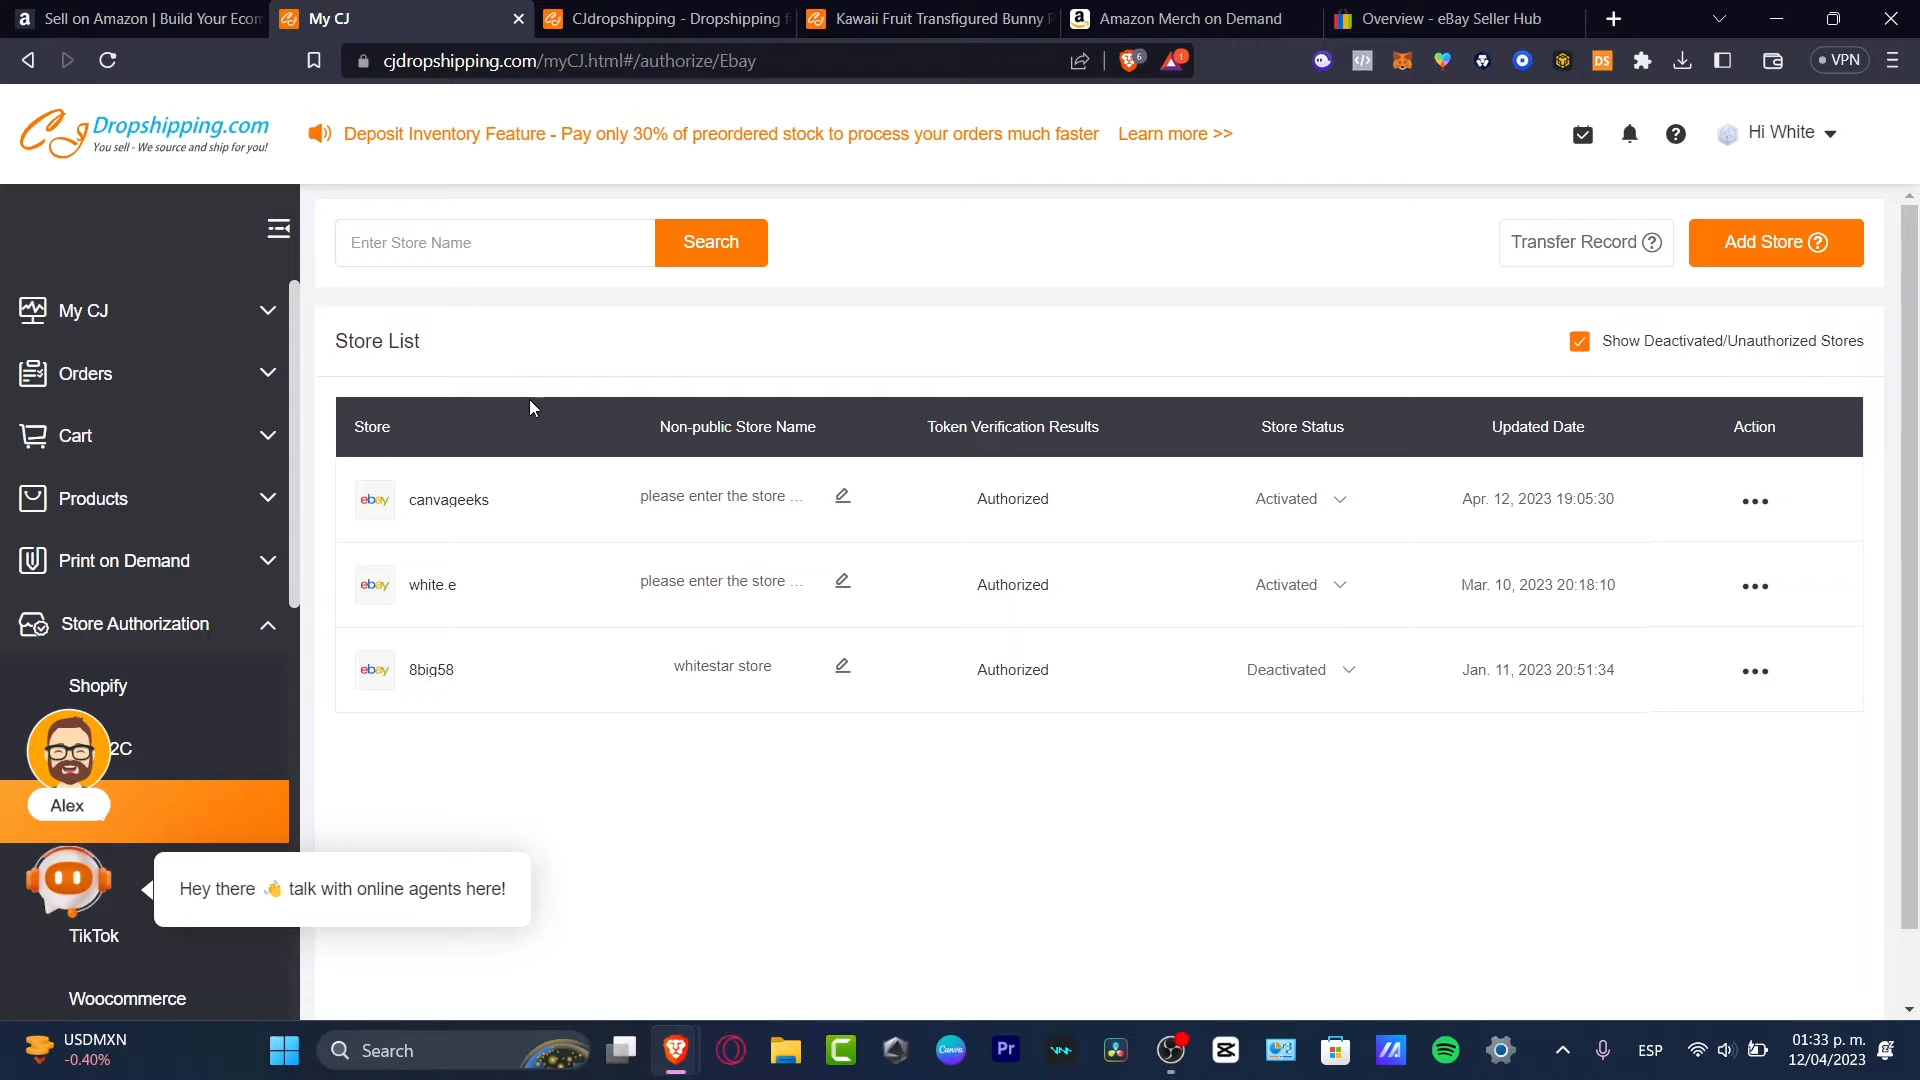 Sell on Amazon | Build Your Econ
My CJ
CJdropshipping - Dropshipping f
Kawaii Fruit Transfigured Bunny P
Amazon Merch on Demand
Overview - eBay Seller Hub
cjdropshipping.com/myCJ.html#/authorize/Ebay
6
1
DS
VPN
Dropshipping.com
You sell - We source and ship for you!
Deposit Inventory Feature - Pay only 30% of preordered stock to process your orders much faster Learn more >>
Hi White
Enter Store Name
Search
Transfer Record
Add Store
My CJ
Orders
Cart
Products
Print on Demand
Store Authorization
Shopify
2C
Alex
TikTok
Woocommerce
Store List
Show Deactivated/Unauthorized Stores
Store Non-public Store Name Token Verification Results Store Status Updated Date Action
ebay canvageeks please enter the store ... Authorized Activated Apr. 12, 2023 19:05:30
ebay white.e please enter the store ... Authorized Activated Mar. 10, 2023 20:18:10
ebay 8big58 whitestar store Authorized Deactivated Jan. 11, 2023 20:51:34
Hey there 👋 talk with online agents here!
USDMXN
-0.40%
Search
Canva
Pr
ESP
01:33 p. m.
12/04/2023